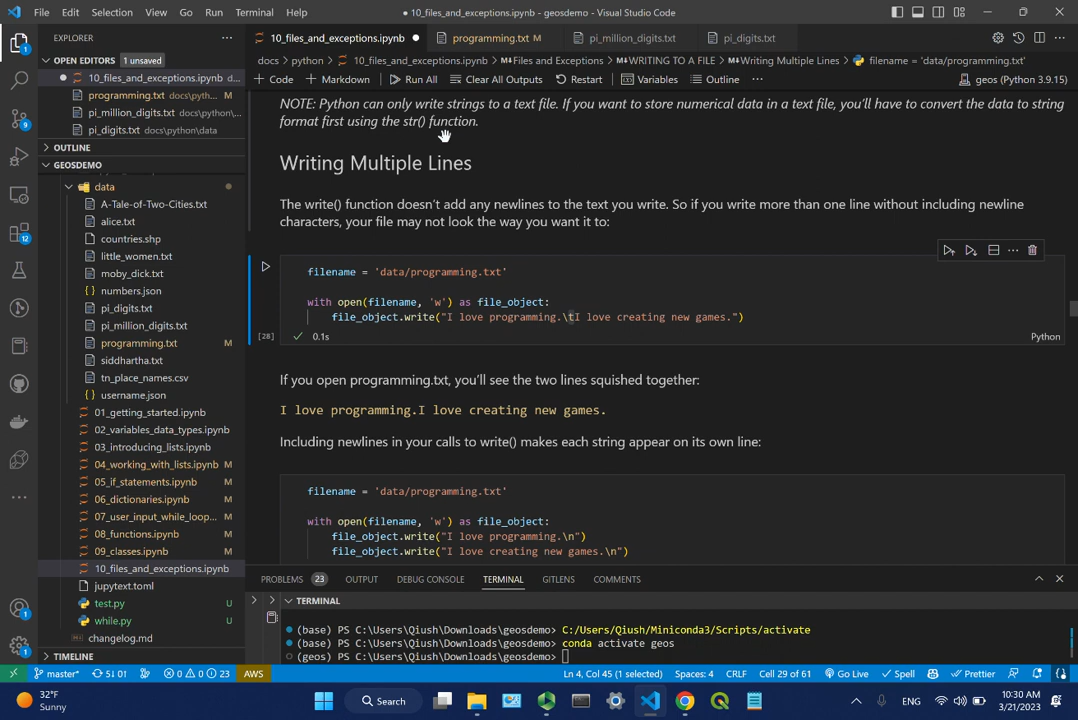 File Edit Selection View Go Run Terminal Help
● 10_files_and_exceptions.ipynb - geosdemo - Visual Studio Code
EXPLORER
10_files_and_exceptions.ipynb
programming.txt M
pi_million_digits.txt
pi_digits.txt
OPEN EDITORS 1 unsaved
10_files_and_exceptions.ipynb d...
programming.txt docs\pyth... M
pi_million_digits.txt docs\python\...
pi_digits.txt docs\python\data
OUTLINE
GEOSDEMO
data
A-Tale-of-Two-Cities.txt
alice.txt
countries.shp
little_women.txt
moby_dick.txt
numbers.json
pi_digits.txt
pi_million_digits.txt
programming.txt M
siddhartha.txt
tn_place_names.csv
username.json
01_getting_started.ipynb
02_variables_data_types.ipynb
03_introducing_lists.ipynb
04_working_with_lists.ipynb M
05_if_statements.ipynb M
06_dictionaries.ipynb M
07_user_input_while_loop... M
08_functions.ipynb M
09_classes.ipynb M
10_files_and_exceptions.ipynb
jupytext.toml
test.py U
while.py U
changelog.md
TIMELINE
docs > python > 10_files_and_exceptions.ipynb > M↓Files and Exceptions > M↓WRITING TO A FILE > M↓Writing Multiple Lines > filename = 'data/programming.txt'
+ Code + Markdown Run All Clear All Outputs Restart Variables Outline ... geos (Python 3.9.15)
NOTE: Python can only write strings to a text file. If you want to store numerical data in a text file, you'll have to convert the data to string
format first using the str() function.
Writing Multiple Lines
The write() function doesn't add any newlines to the text you write. So if you write more than one line without including newline
characters, your file may not look the way you want it to:
filename = 'data/programming.txt'
with open(filename, 'w') as file_object:
file_object.write("I love programming.\tI love creating new games.")
[28] 0.1s Python
If you open programming.txt, you'll see the two lines squished together:
I love programming.I love creating new games.
Including newlines in your calls to write() makes each string appear on its own line:
filename = 'data/programming.txt'
with open(filename, 'w') as file_object:
file_object.write("I love programming.\n")
file_object.write("I love creating new games.\n")
PROBLEMS 23 OUTPUT DEBUG CONSOLE TERMINAL GITLENS COMMENTS
TERMINAL
(base) PS C:\Users\Qiush\Downloads\geosdemo> C:/Users/Qiush/Miniconda3/Scripts/activate
(base) PS C:\Users\Qiush\Downloads\geosdemo> conda activate geos
(geos) PS C:\Users\Qiush\Downloads\geosdemo>
master* 5↓ 0↑ 0 0 23 AWS Ln 4, Col 45 (1 selected) Spaces: 4 CRLF Cell 29 of 61 Go Live Spell Prettier
32°F
Sunny
Search
ENG
10:30 AM
3/21/2023